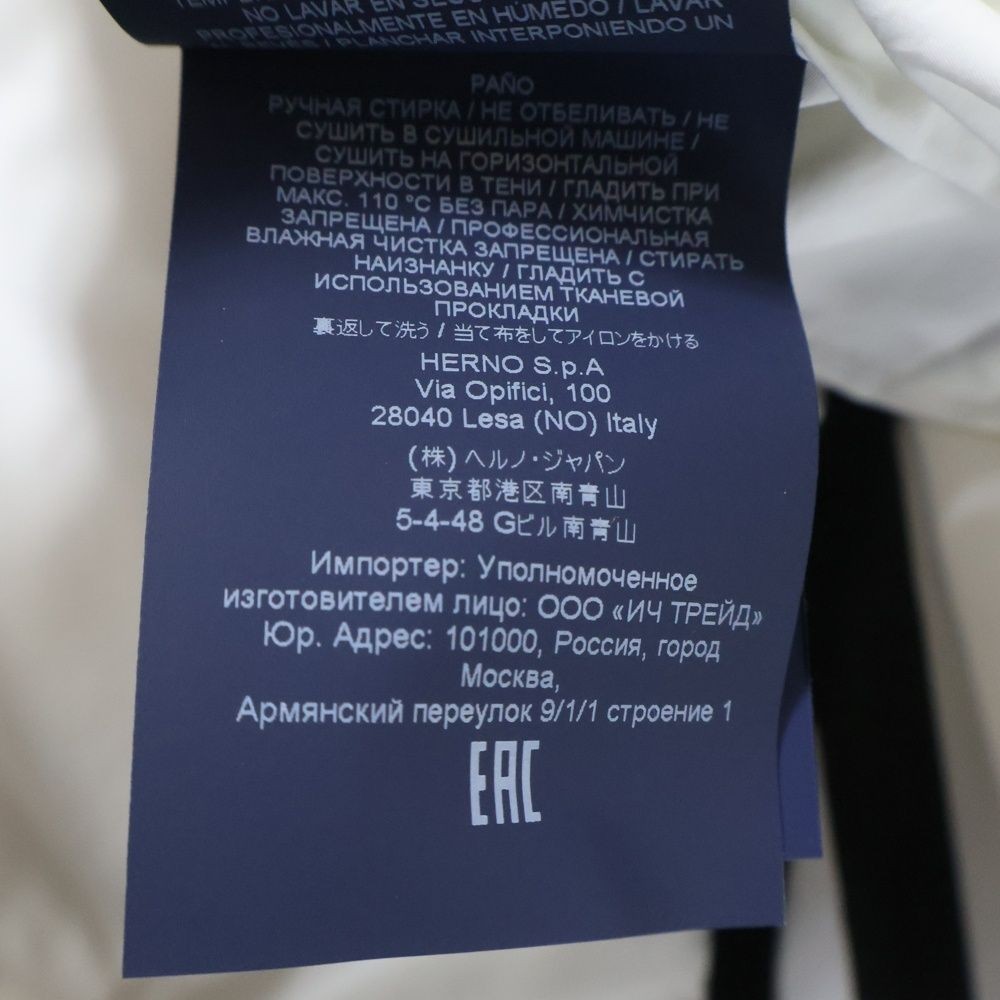 NO LAVAR EN SECO
PROFESIONALMENTE EN HÚMEDO / LAVAR
PLANCHAR INTERPONIENDO UN
PAÑO
РУЧНАЯ СТИРКА / НЕ ОТБЕЛИВАТЬ / НЕ
СУШИТЬ В СУШИЛЬНОЙ МАШИНЕ /
СУШИТЬ НА ГОРИЗОНТАЛЬНОЙ
ПОВЕРХНОСТИ В ТЕНИ / ГЛАДИТЬ ПРИ
МАКС. 110 °C БЕЗ ПАРА / ХИМЧИСТКА
ЗАПРЕЩЕНА / ПРОФЕССИОНАЛЬНАЯ
ВЛАЖНАЯ ЧИСТКА ЗАПРЕЩЕНА / СТИРАТЬ
НАИЗНАНКУ / ГЛАДИТЬ С
ИСПОЛЬЗОВАНИЕМ ТКАНЕВОЙ
ПРОКЛАДКИ
裏返して洗う / 当て布をしてアイロンをかける
HERNO S.p.A
Via Opifici, 100
28040 Lesa (NO) Italy
(株) ヘルノ・ジャパン
東京都港区南青山
5-4-48 Gビル南青山
Импортер: Уполномоченное
изготовителем лицо: ООО «ИЧ ТРЕЙД»
Юр. Адрес: 101000, Россия, город
Москва,
Армянский переулок 9/1/1 строение 1
EAC